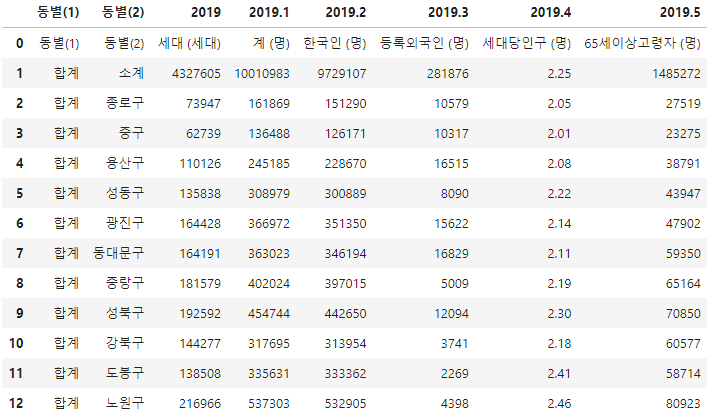 동별(1) 동별(2) 2019 2019.1 2019.2 2019.3 2019.4 2019.5
0 동별(1) 동별(2) 세대 (세대) 계 (명) 한국인 (명) 등록외국인 (명) 세대당인구 (명) 65세이상고령자 (명)
1 합계 소계 4327605 10010983 9729107 281876 2.25 1485272
2 합계 종로구 73947 161869 151290 10579 2.05 27519
3 합계 중구 62739 136488 126171 10317 2.01 23275
4 합계 용산구 110126 245185 228670 16515 2.08 38791
5 합계 성동구 135838 308979 300889 8090 2.22 43947
6 합계 광진구 164428 366972 351350 15622 2.14 47902
7 합계 동대문구 164191 363023 346194 16829 2.11 59350
8 합계 중랑구 181579 402024 397015 5009 2.19 65164
9 합계 성북구 192592 454744 442650 12094 2.30 70850
10 합계 강북구 144277 317695 313954 3741 2.18 60577
11 합계 도봉구 138508 335631 333362 2269 2.41 58714
12 합계 노원구 216966 537303 532905 4398 2.46 80923